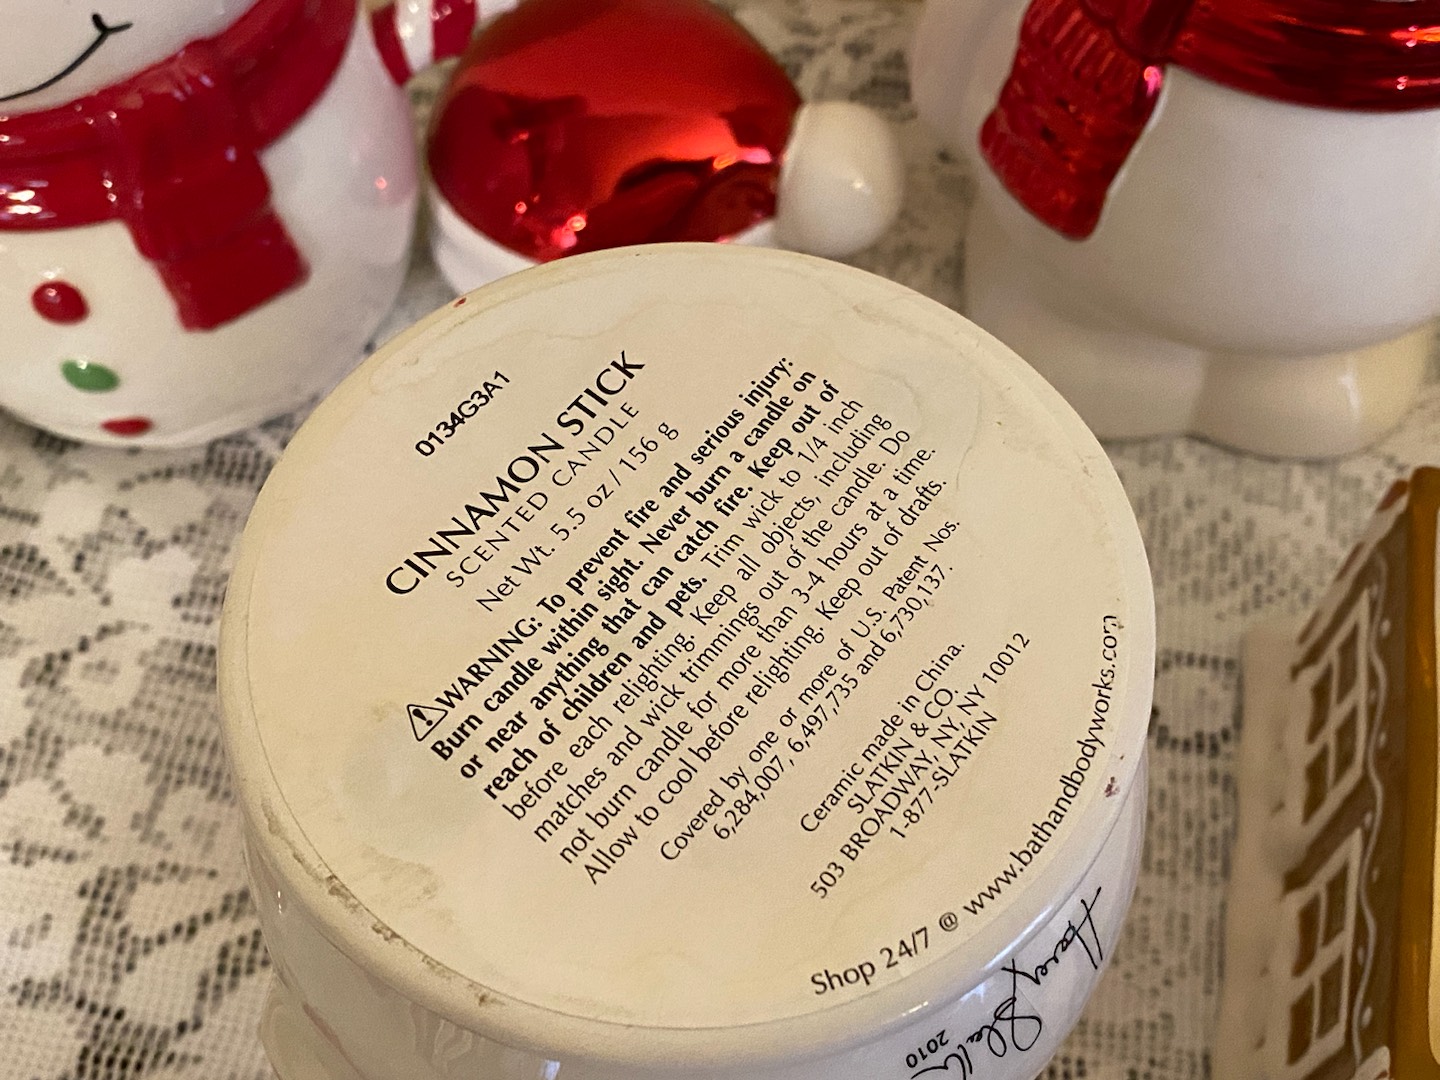 0134G3A1
CINNAMON STICK
SCENTED CANDLE
Net Wt. 5.5 oz / 156 g
⚠WARNING: To prevent fire and serious injury:
Burn candle within sight. Never burn a candle on
or near anything that can catch fire. Keep out of
reach of children and pets. Trim wick to 1/4 inch
before each relighting. Keep all objects, including
matches and wick trimmings out of the candle. Do
not burn candle for more than 3-4 hours at a time.
Allow to cool before relighting. Keep out of drafts.
Covered by one or more of U.S. Patent Nos.
6,284,007, 6,497,735 and 6,730,137.
Ceramic made in China.
SLATKIN & CO.
503 BROADWAY, NY, NY 10012
1-877-SLATKIN
Shop 24/7 @ www.bathandbodyworks.com
2010